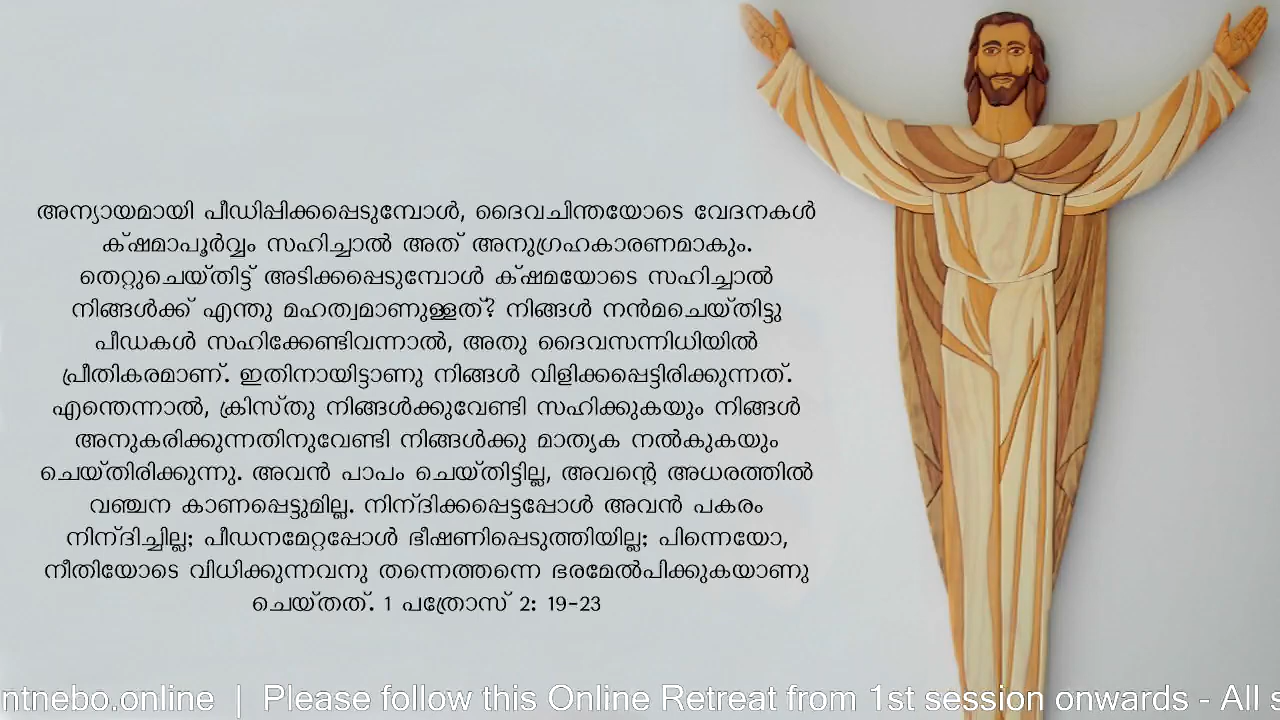 അന്യായമായി പീഡിപ്പിക്കപ്പെടുമ്പോൾ, ദൈവചിന്തയോടെ വേദനകൾ
ക്ഷമാപൂർവ്വം സഹിച്ചാൽ അത് അനുഗ്രഹകാരണമാകും.
തെറ്റുചെയ്തിട്ട് അടിക്കപ്പെടുമ്പോൾ ക്ഷമയോടെ സഹിച്ചാൽ
നിങ്ങൾക്ക് എന്തു മഹത്വമാണുള്ളത്? നിങ്ങൾ നൻമചെയ്തിട്ടു
പീഡകൾ സഹിക്കേണ്ടിവന്നാൽ, അതു ദൈവസന്നിധിയിൽ
പ്രീതികരമാണ്. ഇതിനായിട്ടാണു നിങ്ങൾ വിളിക്കപ്പെട്ടിരിക്കുന്നത്.
എന്തെന്നാൽ, ക്രിസ്തു നിങ്ങൾക്കുവേണ്ടി സഹിക്കുകയും നിങ്ങൾ
അനുകരിക്കുന്നതിനുവേണ്ടി നിങ്ങൾക്കു മാതൃക നൽകുകയും
ചെയ്തിരിക്കുന്നു. അവൻ പാപം ചെയ്തിട്ടില്ല, അവന്റെ അധരത്തിൽ
വഞ്ചന കാണപ്പെട്ടുമില്ല. നിന്ദിക്കപ്പെട്ടപ്പോൾ അവൻ പകരം
നിന്ദിച്ചില്ല; പീഡനമേറ്റപ്പോൾ ഭീഷണിപ്പെടുത്തിയില്ല; പിന്നെയോ,
നീതിയോടെ വിധിക്കുന്നവനു തന്നെത്തന്നെ ഭരമേൽപിക്കുകയാണു
ചെയ്തത്. 1 പത്രോസ് 2: 19-23
ntnebo.online | Please follow this Online Retreat from 1st session onwards - All